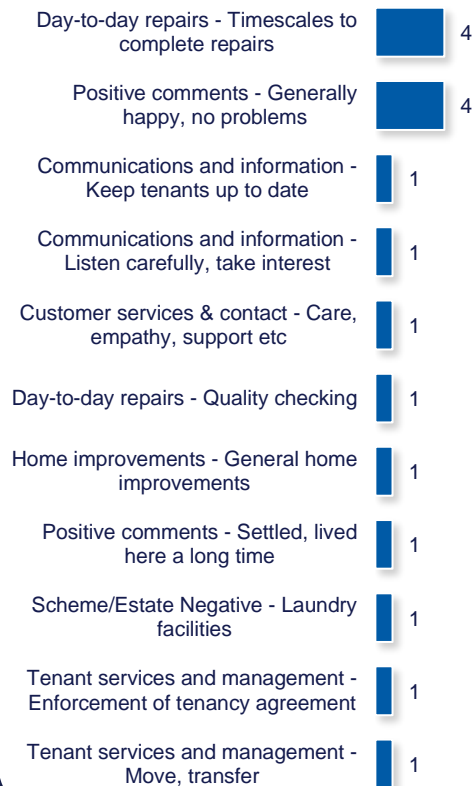 Day-to-day repairs - Timescales to
complete repairs
4
Positive comments - Generally
happy, no problems
4
Communications and information -
Keep tenants up to date
1
Communications and information -
Listen carefully, take interest
1
Customer services & contact - Care,
empathy, support etc
1
Day-to-day repairs - Quality checking
1
Home improvements - General home
improvements
1
Positive comments - Settled, lived
here a long time
1
Scheme/Estate Negative - Laundry
facilities
1
Tenant services and management -
Enforcement of tenancy agreement
1
Tenant services and management -
Move, transfer
1